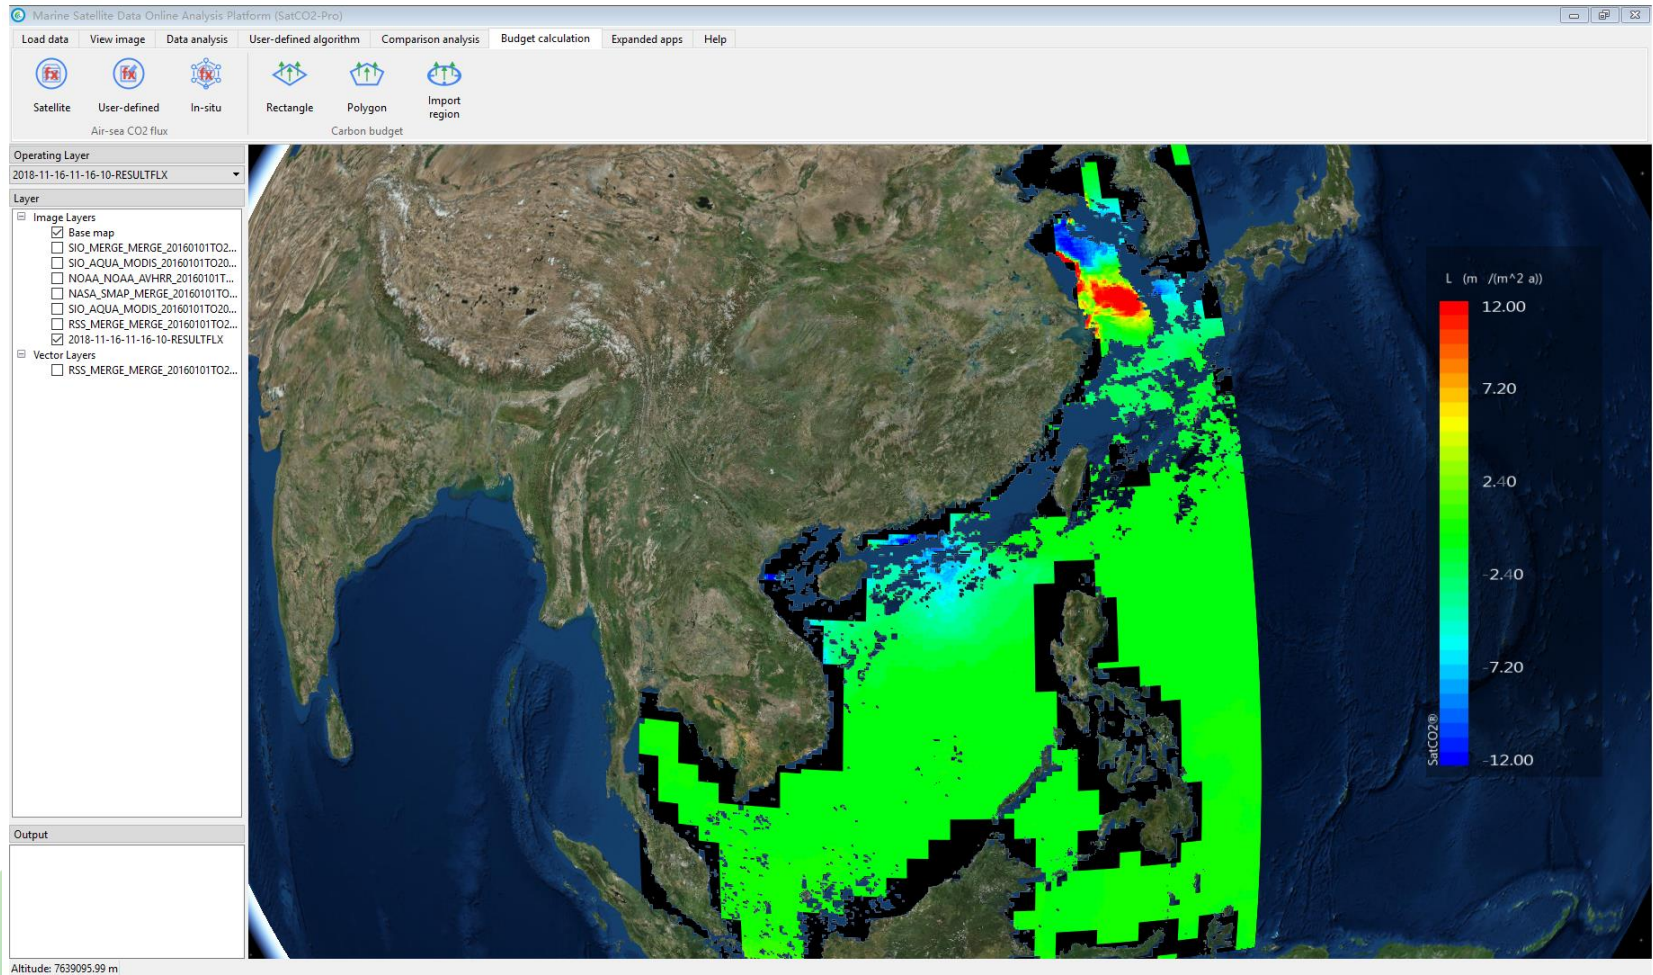 Marine Satellite Data Online Analysis Platform (SatCO2-Pro)
Load data View image Data analysis User-defined algorithm Comparison analysis Budget calculation Expanded apps Help
Satellite User-defined In-situ Rectangle Polygon Import region
Air-sea CO2 flux Carbon budget
Operating Layer
2018-11-16-11-16-10-RESULTFLX
Layer
Image Layers
Base map
SIO_MERGE_MERGE_20160101TO2...
SIO_AQUA_MODIS_20160101TO20...
NOAA_NOAA_AVHRR_20160101T...
NASA_SMAP_MERGE_20160101TO...
SIO_AQUA_MODIS_20160101TO20...
RSS_MERGE_MERGE_20160101TO2...
2018-11-16-11-16-10-RESULTFLX
Vector Layers
RSS_MERGE_MERGE_20160101TO2...
L (m /(m^2 a))
12.00
7.20
2.40
-2.40
-7.20
-12.00
SatCO2®
Output
Altitude: 7639095.99 m